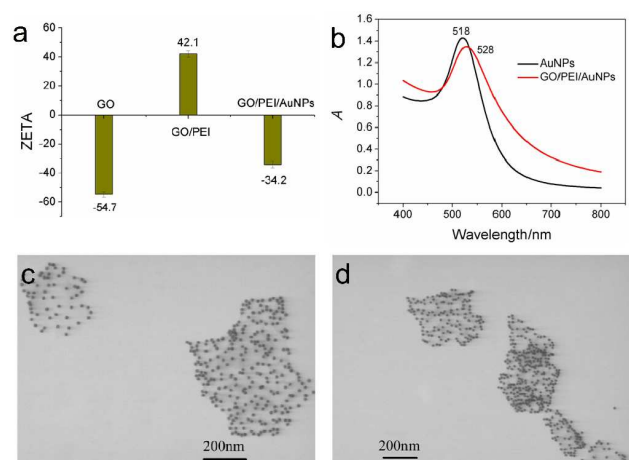 a
60
40
20
0
-20
-40
-60
ZETA
GO
42.1
GO/PEI
GO/PEI/AuNPs
-54.7
-34.2
b
1.6
1.4
1.2
1.0
0.8
0.6
0.4
0.2
0.0
A
518
528
AuNPs
GO/PEI/AuNPs
400 500 600 700 800
Wavelength/nm
c
200nm
d
200nm